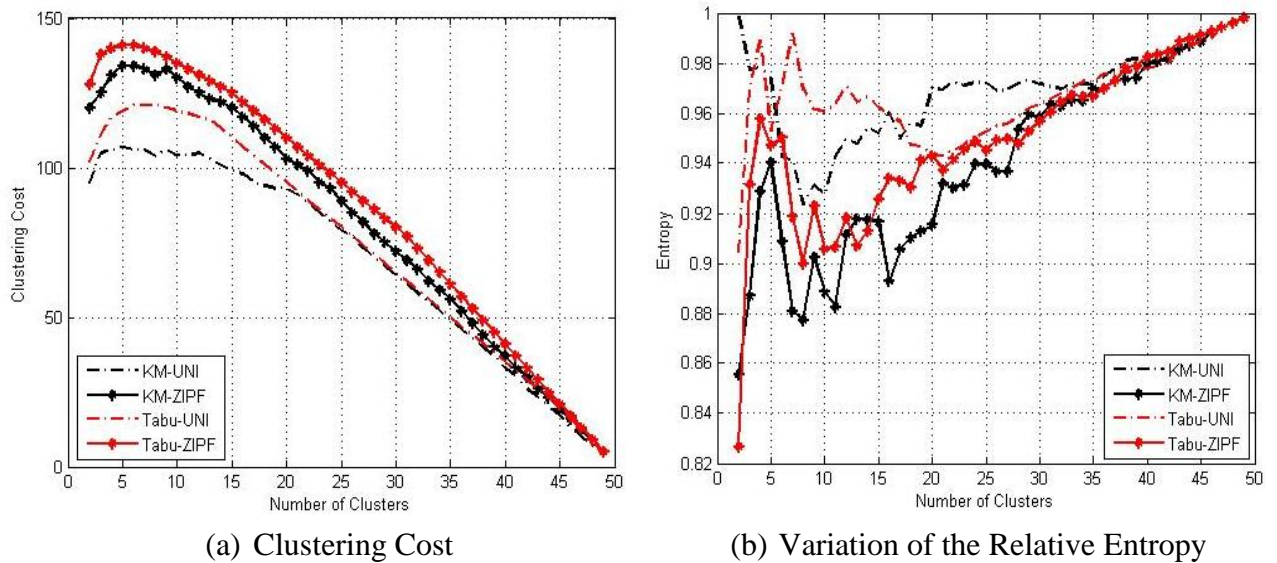 150
100
50
0
Clustering Cost
KM-UNI
KM-ZIPF
Tabu-UNI
Tabu-ZIPF
0 5 10 15 20 25 30 35 40 45 50
Number of Clusters
(a) Clustering Cost
1
0.98
0.96
0.94
0.92
0.9
0.88
0.86
0.84
0.82
Entropy
KM-UNI
KM-ZIPF
Tabu-UNI
Tabu-ZIPF
0 5 10 15 20 25 30 35 40 45 50
Number of Clusters
(b) Variation of the Relative Entropy